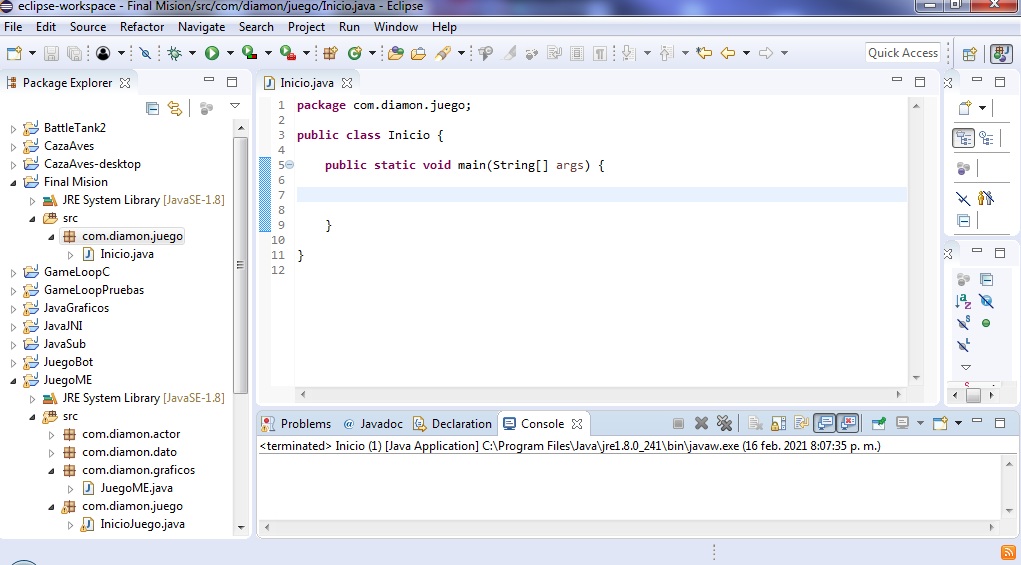 eclipse-workspace - Final Mision/src/com/diamon/juego/Inicio.java - Eclipse
File Edit Source Refactor Navigate Search Project Run Window Help
Quick Access
Package Explorer
BattleTank2
CazaAves
CazaAves-desktop
Final Mision
JRE System Library [JavaSE-1.8]
src
com.diamon.juego
Inicio.java
GameLoopC
GameLoopPruebas
JavaGraficos
JavaJNI
JavaSub
JuegoBot
JuegoME
JRE System Library [JavaSE-1.8]
src
com.diamon.actor
com.diamon.dato
com.diamon.graficos
JuegoME.java
com.diamon.juego
InicioJuego.java
Inicio.java
1 package com.diamon.juego;
2
3 public class Inicio {
4
5 public static void main(String[] args) {
6
7
8
9 }
10
11 }
12
Problems @ Javadoc Declaration Console
<terminated> Inicio (1) [Java Application] C:\Program Files\Java\jre1.8.0_241\bin\javaw.exe (16 feb. 2021 8:07:35 p. m.)